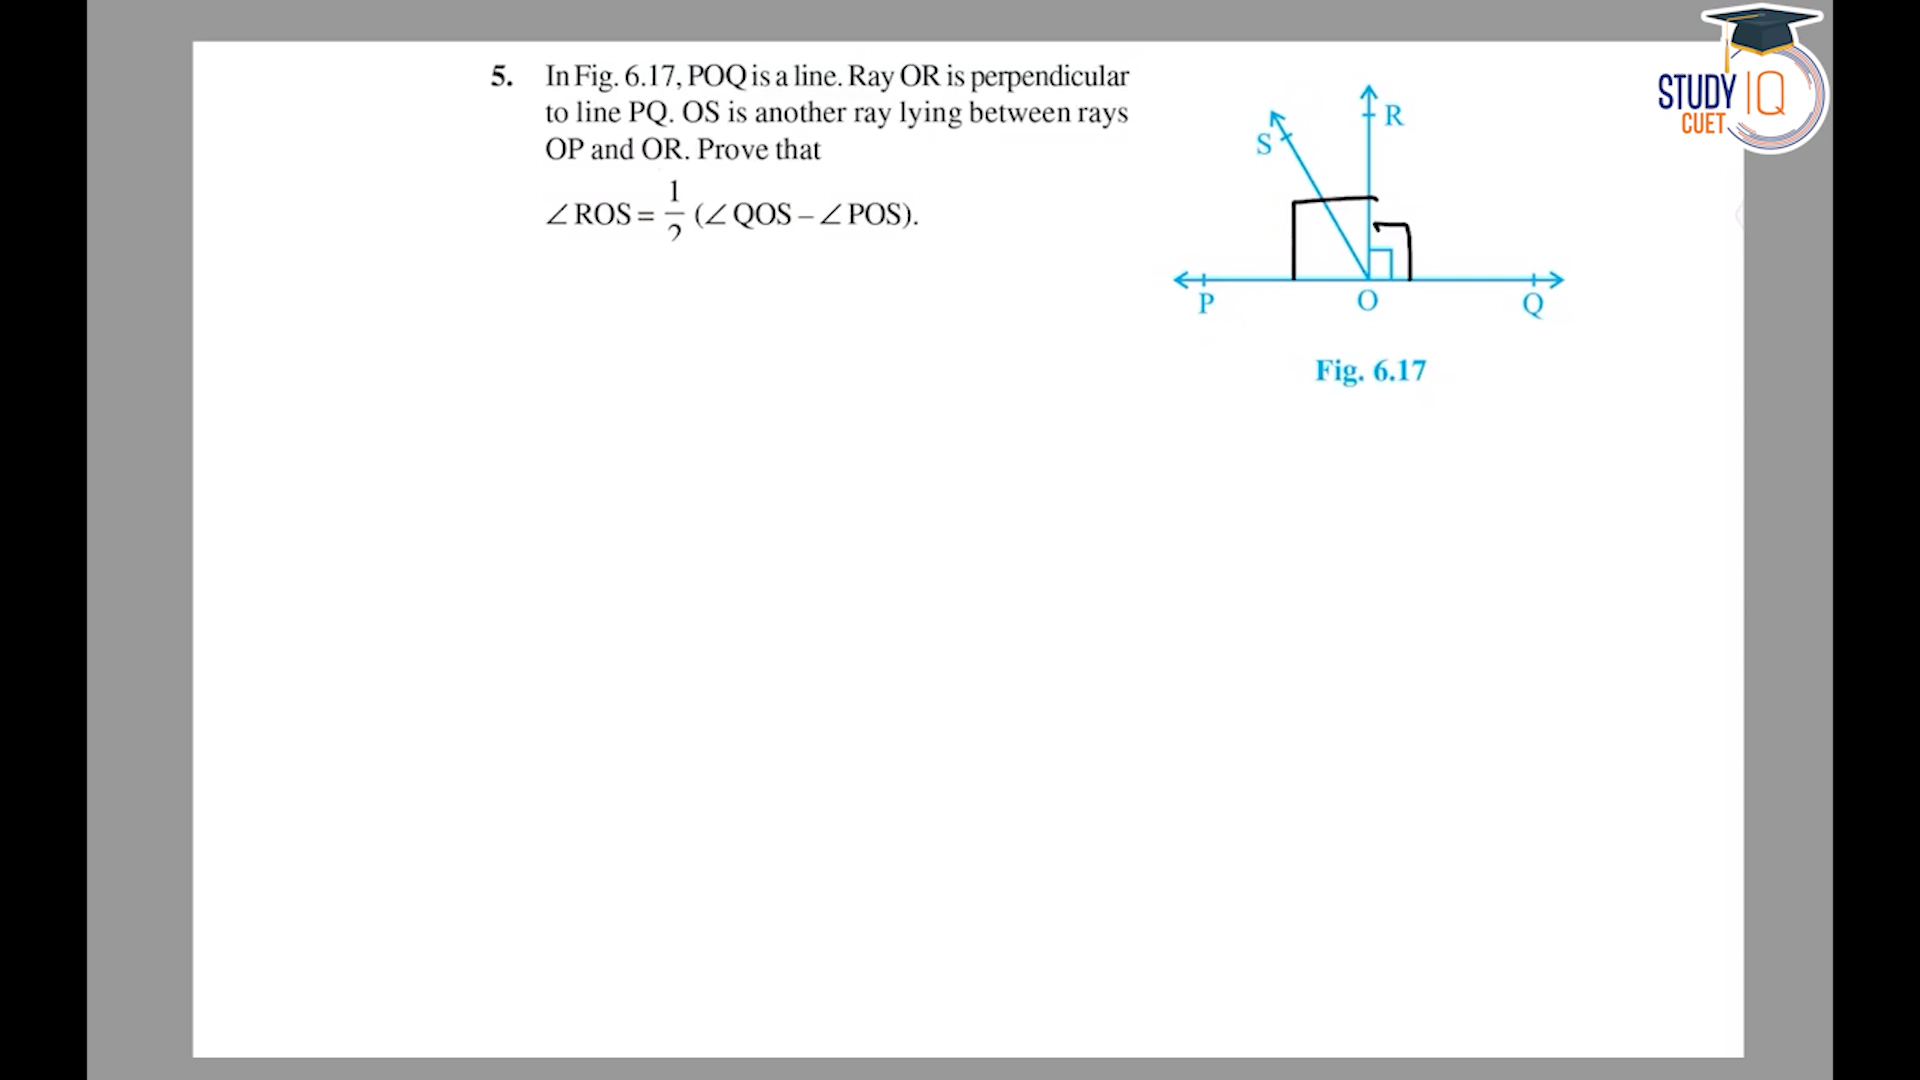 5. In Fig. 6.17, POQ is a line. Ray OR is perpendicular
to line PQ. OS is another ray lying between rays
OP and OR. Prove that
∠ ROS = 1/2 (∠ QOS – ∠ POS).
S
R
P
O
Q
Fig. 6.17
STUDY IQ
CUET